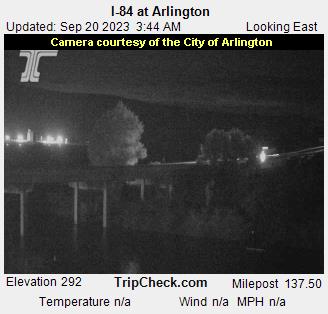 I-84 at Arlington
Updated: Sep 20 2023 3:44 AM Looking East
Camera courtesy of the City of Arlington
Elevation 292 TripCheck.com Milepost 137.50
Temperature n/a Wind n/a MPH n/a